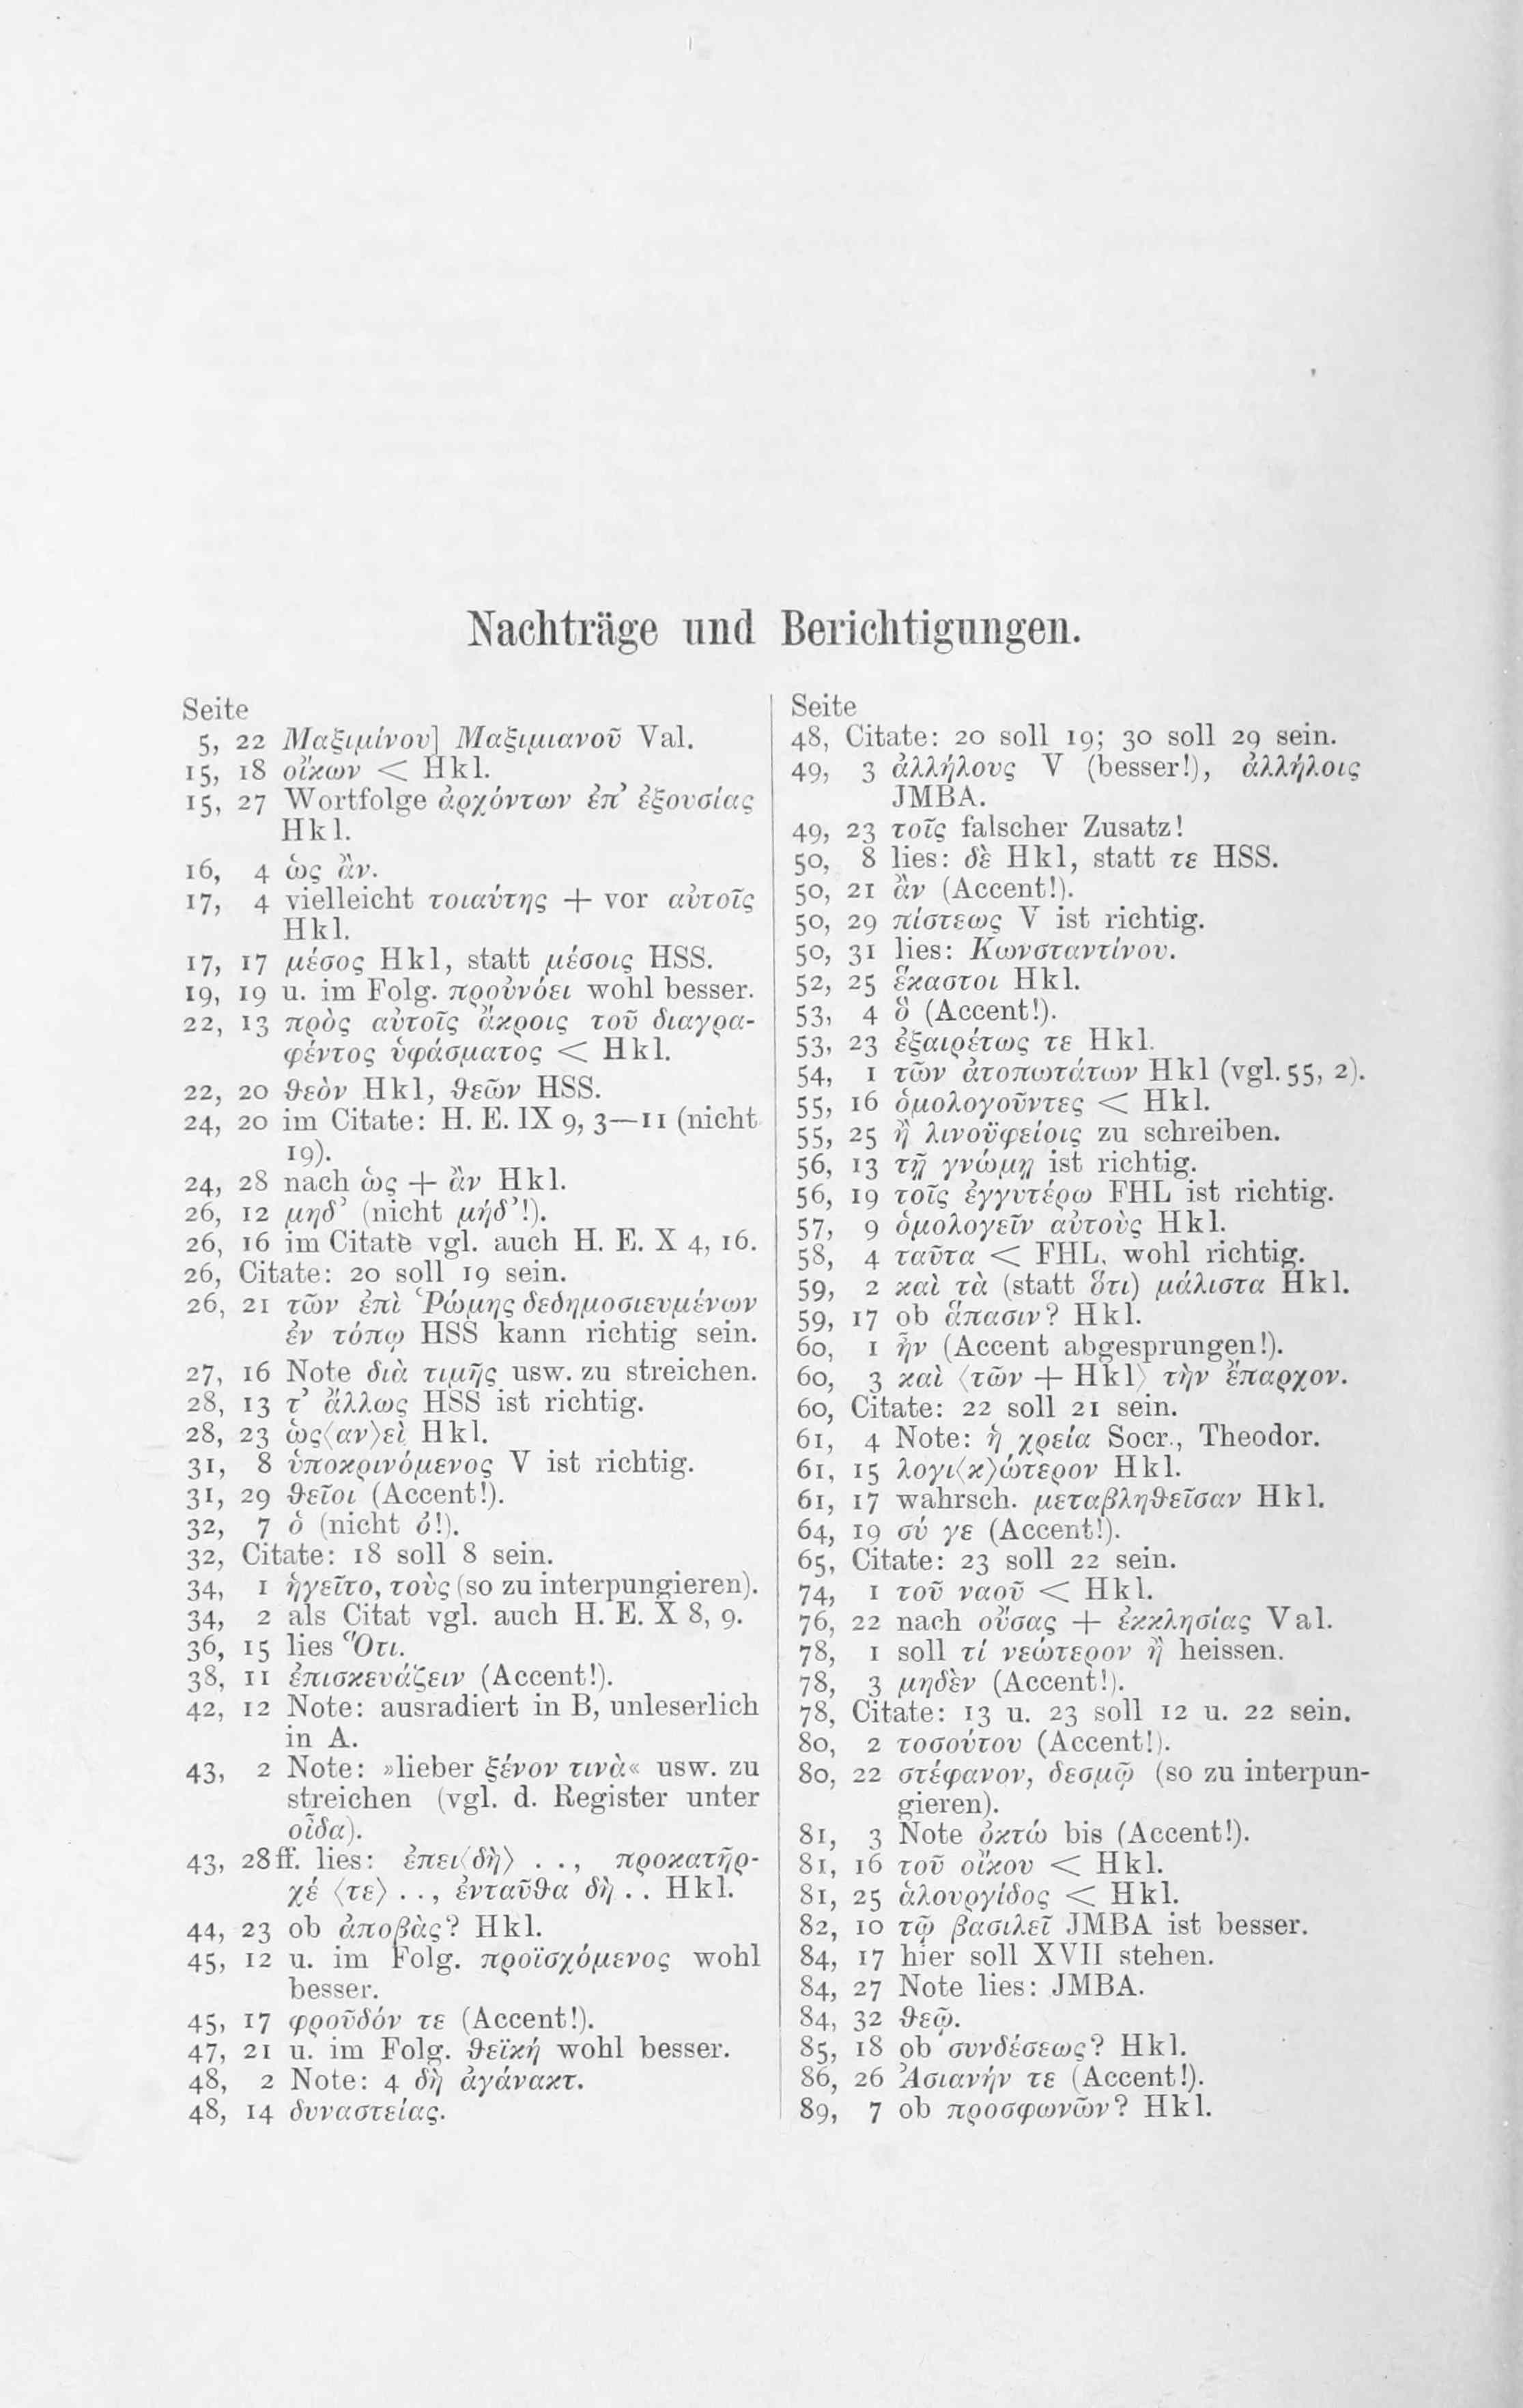 Nachträge und Berichtigungen.
Seite
5, 22 Μαξιμίνου] Μαξιμιανοῦ Val.
15, 18 οἴκων < Hkl.
15, 27 Wortfolge ἀρχόντων ἐπ’ ἐξουσίας
Hkl.
16, 4 ὡς ἂν.
17, 4 vielleicht τοιαύτης + vor αὐτοῖς
Hkl.
17, 17 μέσος Hkl, statt μέσοις HSS.
19, 19 u. im Folg. προὐνόει wohl besser.
22, 13 πρὸς αὐτοῖς ἄκροις τοῦ διαγρα-
φέντος ὑφάσματος < Hkl.
22, 20 θεὸν Hkl, θεῶν HSS.
24, 20 im Citate: H. E. IX 9, 3—11 (nicht
19).
24, 28 nach ὡς + ἂν Hkl.
26, 12 μηδ’ (nicht μήδ’!).
26, 16 im Citate vgl. auch H. E. X 4, 16.
26, Citate: 20 soll 19 sein.
26, 21 τῶν ἐπὶ Ῥώμης δεδημοσιευμένων
ἐν τόπῳ HSS kann richtig sein.
27, 16 Note διὰ τιμῆς usw. zu streichen.
28, 13 τ’ ἄλλως HSS ist richtig.
28, 23 ὡς⟨αν⟩εὶ Hkl.
31, 8 ὑποκρινόμενος V ist richtig.
31, 29 θεῖοι (Accent!).
32, 7 ὁ (nicht ὀ!).
32, Citate: 18 soll 8 sein.
34, 1 ἡγεῖτο, τοὺς (so zu interpungieren).
34, 2 als Citat vgl. auch H. E. X 8, 9.
36, 15 lies Ὅτι.
38, 11 ἐπισκευάζειν (Accent!).
42, 12 Note: ausradiert in B, unleserlich
in A.
43, 2 Note: »lieber ξένον τινὰ« usw. zu
streichen (vgl. d. Register unter
οἶδα).
43, 28 ff. lies: ἐπει⟨δὴ⟩ . ., προκατῆρ-
χέ ⟨τε⟩ . ., ἐνταῦθα δὴ . . Hkl.
44, 23 ob ἀποβὰς? Hkl.
45, 12 u. im Folg. προϊσχόμενος wohl
besser.
45, 17 φροῦδόν τε (Accent!).
47, 21 u. im Folg. θεϊκή wohl besser.
48, 2 Note: 4 δὴ ἀγάνακτ.
48, 14 δυναστείας.
Seite
48, Citate: 20 soll 19; 30 soll 29 sein.
49, 3 ἀλλήλους V (besser!), ἀλλήλοις
JMBA.
49, 23 τοῖς falscher Zusatz!
50, 8 lies: δὲ Hkl, statt τε HSS.
50, 21 ἂν (Accent!).
50, 29 πίστεως V ist richtig.
50, 31 lies: Κωνσταντίνου.
52, 25 ἕκαστοι Hkl.
53, 4 ὃ (Accent!).
53, 23 ἐξαιρέτως τε Hkl.
54, 1 τῶν ἀτοπωτάτων Hkl (vgl. 55, 2).
55, 16 ὁμολογοῦντες < Hkl.
55, 25 ἢ λινοϋφείοις zu schreiben.
56, 13 τῇ γνώμῃ ist richtig.
56, 19 τοῖς ἐγγυτέρω FHL ist richtig.
57, 9 ὁμολογεῖν αὐτοὺς Hkl.
58, 4 ταῦτα < FHL, wohl richtig.
59, 2 καὶ τὰ (statt ὅτι) μάλιστα Hkl.
59, 17 ob ἅπασιν? Hkl.
60, 1 ἦν (Accent abgesprungen!).
60, 3 καὶ ⟨τῶν + Hkl⟩ τὴν ἔπαρχον.
60, Citate: 22 soll 21 sein.
61, 4 Note: ἡ χρεία Socr., Theodor.
61, 15 λογι⟨κ⟩ώτερον Hkl.
61, 17 wahrsch. μεταβληθεῖσαν Hkl.
64, 19 σύ γε (Accent!).
65, Citate: 23 soll 22 sein.
74, 1 τοῦ ναοῦ < Hkl.
76, 22 nach οὔσας + ἐκκλησίας Val.
78, 1 soll τί νεώτερον ἢ heissen.
78, 3 μηδὲν (Accent!).
78, Citate: 13 u. 23 soll 12 u. 22 sein.
80, 2 τοσούτου (Accent!).
80, 22 στέφανον, δεσμῷ (so zu interpun-
gieren).
81, 3 Note ὀκτώ bis (Accent!).
81, 16 τοῦ οἴκου < Hkl.
81, 25 ἁλουργίδος < Hkl.
82, 10 τῷ βασιλεῖ JMBA ist besser.
84, 17 hier soll XVII stehen.
84, 27 Note lies: JMBA.
84, 32 θεῷ.
85, 18 ob συνδέσεως? Hkl.
86, 26 Ἀσιανήν τε (Accent!).
89, 7 ob προσφωνῶν? Hkl.